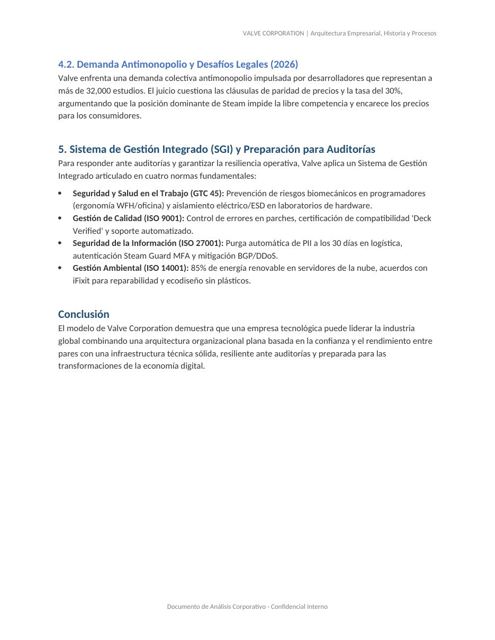 VALVE CORPORATION | Arquitectura Empresarial, Historia y Procesos
4.2. Demanda Antimonopolio y Desafíos Legales (2026)
Valve enfrenta una demanda colectiva antimonopolio impulsada por desarrolladores que representan a
más de 32,000 estudios. El juicio cuestiona las cláusulas de paridad de precios y la tasa del 30%,
argumentando que la posición dominante de Steam impide la libre competencia y encarece los precios
para los consumidores.
5. Sistema de Gestión Integrado (SGI) y Preparación para Auditorías
Para responder ante auditorías y garantizar la resiliencia operativa, Valve aplica un Sistema de Gestión
Integrado articulado en cuatro normas fundamentales:
• Seguridad y Salud en el Trabajo (GTC 45): Prevención de riesgos biomecánicos en programadores
(ergonomía WFH/oficina) y aislamiento eléctrico/ESD en laboratorios de hardware.
• Gestión de Calidad (ISO 9001): Control de errores en parches, certificación de compatibilidad 'Deck
Verified' y soporte automatizado.
• Seguridad de la Información (ISO 27001): Purga automática de PII a los 30 días en logística,
autenticación Steam Guard MFA y mitigación BGP/DDoS.
• Gestión Ambiental (ISO 14001): 85% de energía renovable en servidores de la nube, acuerdos con
iFixit para reparabilidad y ecodiseño sin plásticos.
Conclusión
El modelo de Valve Corporation demuestra que una empresa tecnológica puede liderar la industria
global combinando una arquitectura organizacional plana basada en la confianza y el rendimiento entre
pares con una infraestructura técnica sólida, resiliente ante auditorías y preparada para las
transformaciones de la economía digital.
Documento de Análisis Corporativo - Confidencial Interno